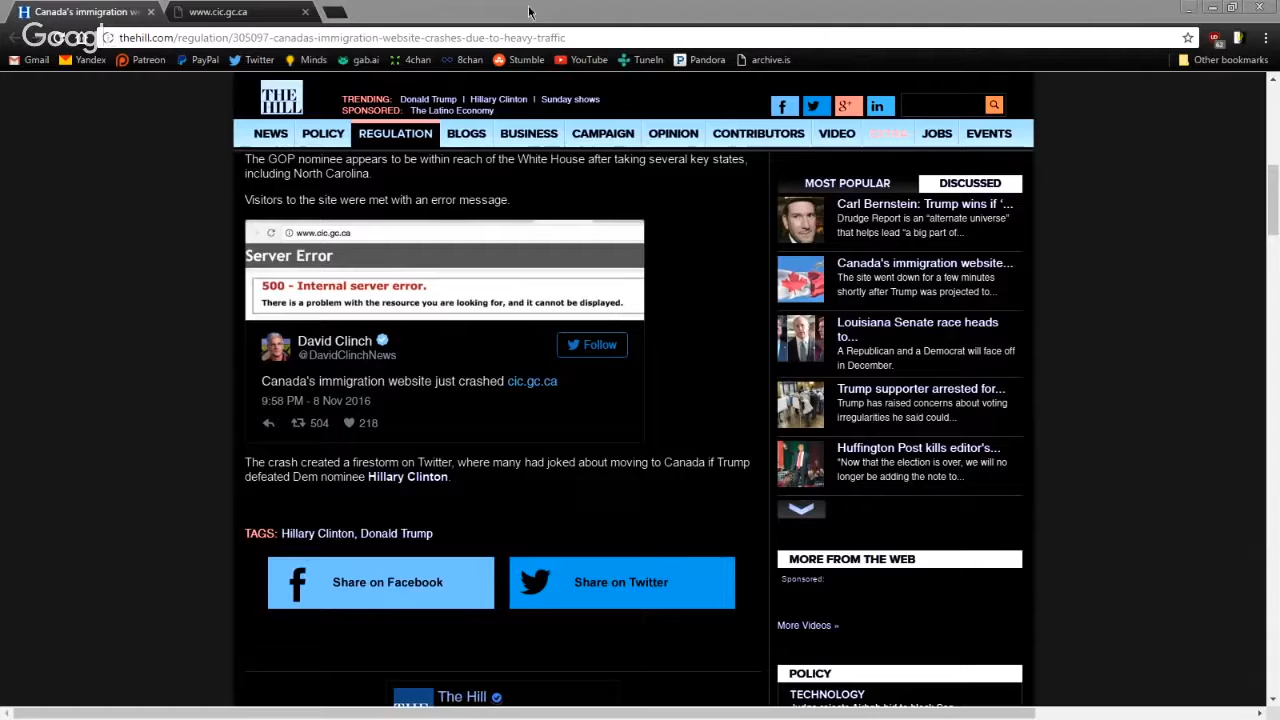 Canada's immigration we
www.cic.gc.ca
Google
thehill.com/regulation/305097-canadas-immigration-website-crashes-due-to-heavy-traffic
Gmail
Yandex
Patreon
PayPal
Twitter
Minds
gab.ai
4chan
8chan
Stumble
YouTube
TuneIn
Pandora
archive.is
Other bookmarks
THE HILL
TRENDING: Donald Trump | Hillary Clinton | Sunday shows
SPONSORED: The Latino Economy
NEWS POLICY REGULATION BLOGS BUSINESS CAMPAIGN OPINION CONTRIBUTORS VIDEO EXTRAS JOBS EVENTS
The GOP nominee appears to be within reach of the White House after taking several key states,
including North Carolina.
Visitors to the site were met with an error message.
www.cic.gc.ca
Server Error
500 - Internal server error.
There is a problem with the resource you are looking for, and it cannot be displayed.
David Clinch
@DavidClinchNews
Follow
Canada's immigration website just crashed cic.gc.ca
9:58 PM - 8 Nov 2016
504 218
The crash created a firestorm on Twitter, where many had joked about moving to Canada if Trump
defeated Dem nominee Hillary Clinton.
TAGS: Hillary Clinton, Donald Trump
Share on Facebook
Share on Twitter
The Hill
MOST POPULAR DISCUSSED
Carl Bernstein: Trump wins if ‘...
Drudge Report is an “alternate universe”
that helps lead “a big part of...
Canada's immigration website...
The site went down for a few minutes
shortly after Trump was projected to...
Louisiana Senate race heads
to...
A Republican and a Democrat will face off
in December.
Trump supporter arrested for...
Trump has raised concerns about voting
irregularities he said could...
Huffington Post kills editor's...
"Now that the election is over, we will no
longer be adding the note to...
MORE FROM THE WEB
Sponsored:
More Videos »
POLICY
TECHNOLOGY